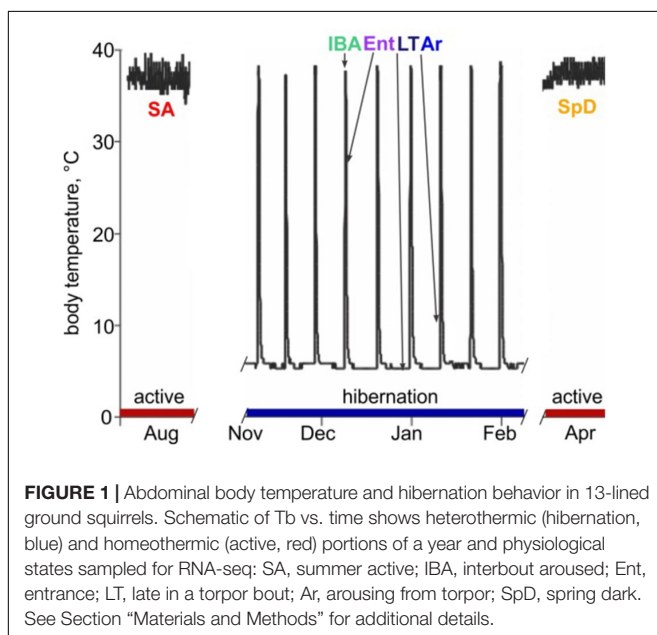 IBA Ent LT Ar
40
SA
SpD
30
body temperature, °C
20
10
active
hibernation
active
0
Aug
Nov
Dec
Jan
Feb
Apr
FIGURE 1 | Abdominal body temperature and hibernation behavior in 13-lined
ground squirrels. Schematic of Tb vs. time shows heterothermic (hibernation,
blue) and homeothermic (active, red) portions of a year and physiological
states sampled for RNA-seq: SA, summer active; IBA, interbout aroused; Ent,
entrance; LT, late in a torpor bout; Ar, arousing from torpor; SpD, spring dark.
See Section “Materials and Methods” for additional details.